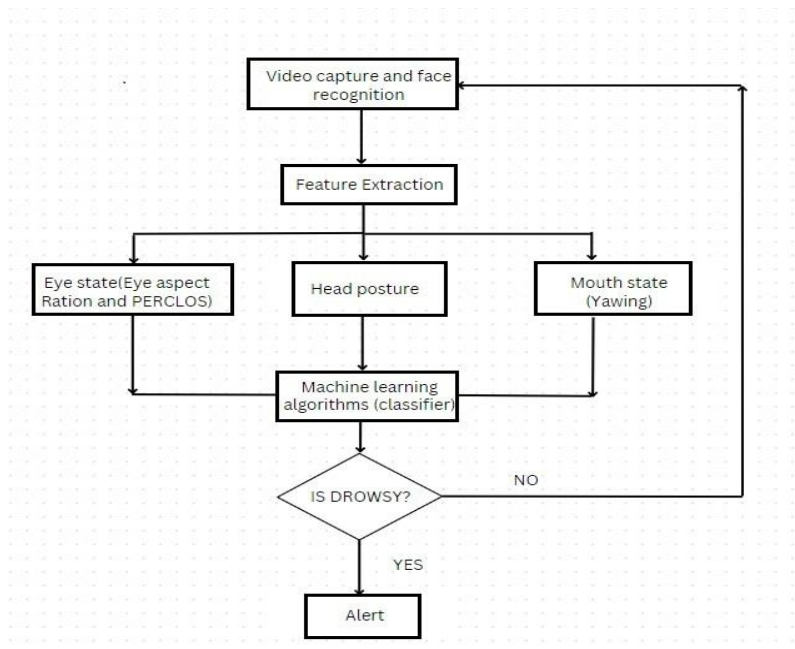 Video capture and face
recognition
Feature Extraction
Eye state(Eye aspect
Ration and PERCLOS)
Head posture
Mouth state
(Yawing)
Machine learning
algorithms (classifier)
IS DROWSY?
NO
YES
Alert